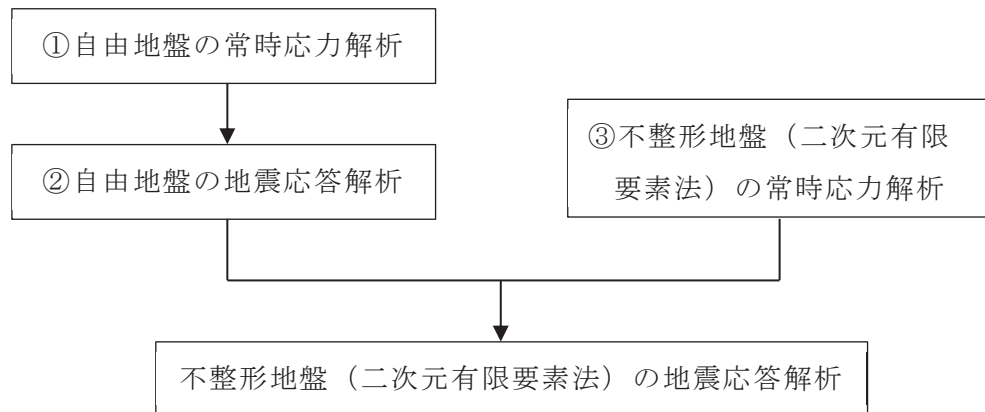 ①自由地盤の常時応力解析
②自由地盤の地震応答解析
③不整形地盤（二次元有限
要素法）の常時応力解析
不整形地盤（二次元有限要素法）の地震応答解析